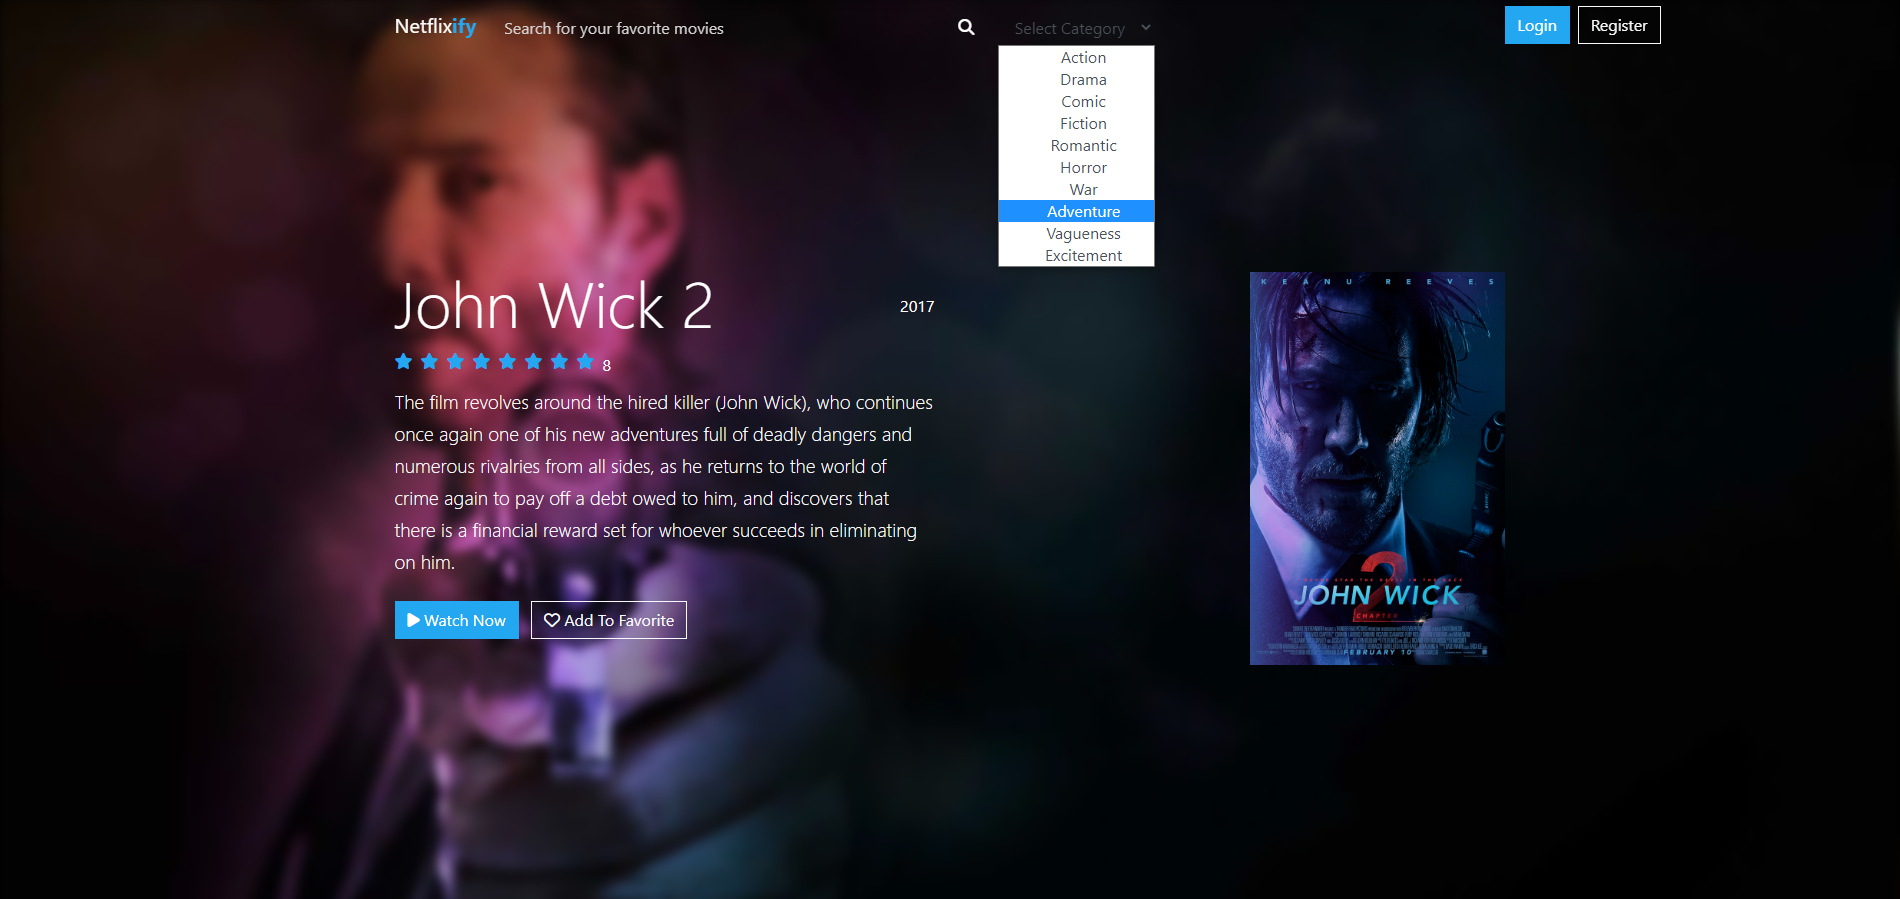 Netflixify
Search for your favorite movies
Select Category
Login
Register
Action
Drama
Comic
Fiction
Romantic
Horror
War
Adventure
Vagueness
Excitement
John Wick 2
2017
8
The film revolves around the hired killer (John Wick), who continues
once again one of his new adventures full of deadly dangers and
numerous rivalries from all sides, as he returns to the world of
crime again to pay off a debt owed to him, and discovers that
there is a financial reward set for whoever succeeds in eliminating
on him.
Watch Now
Add To Favorite
KEANU REEVES
2
JOHN WICK
CHAPTER
FEBRUARY 10